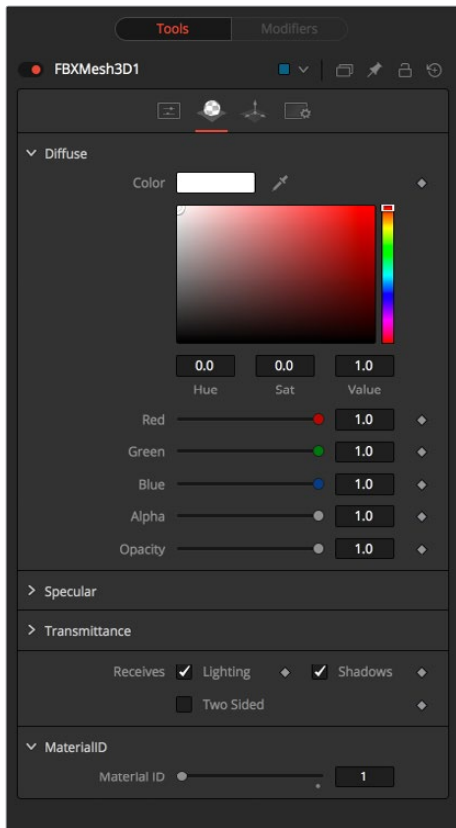 Tools Modifiers
FBXMesh3D1
Diffuse
Color
0.0 0.0 1.0
Hue Sat Value
Red 1.0
Green 1.0
Blue 1.0
Alpha 1.0
Opacity 1.0
Specular
Transmittance
Receives Lighting Shadows
Two Sided
MaterialID
Material ID 1